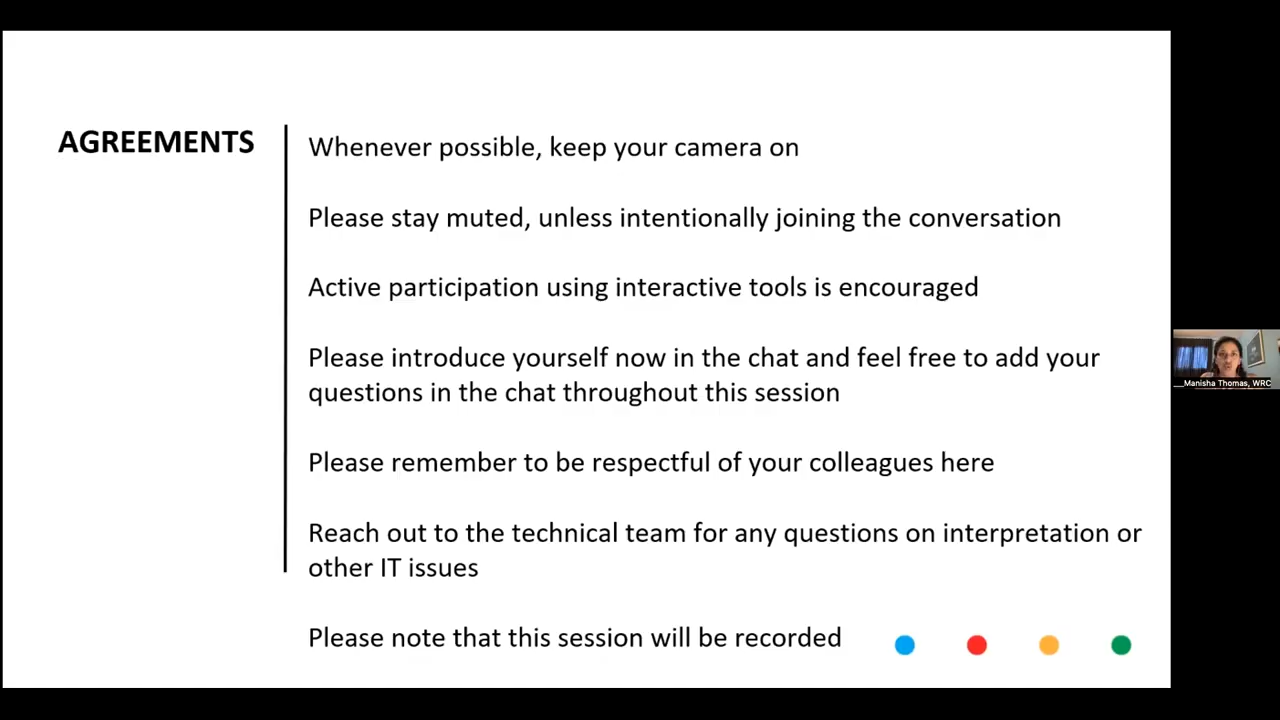 AGREEMENTS
Whenever possible, keep your camera on
Please stay muted, unless intentionally joining the conversation
Active participation using interactive tools is encouraged
Please introduce yourself now in the chat and feel free to add your
questions in the chat throughout this session
Please remember to be respectful of your colleagues here
Reach out to the technical team for any questions on interpretation or
other IT issues
Please note that this session will be recorded
__Manisha Thomas, WRC